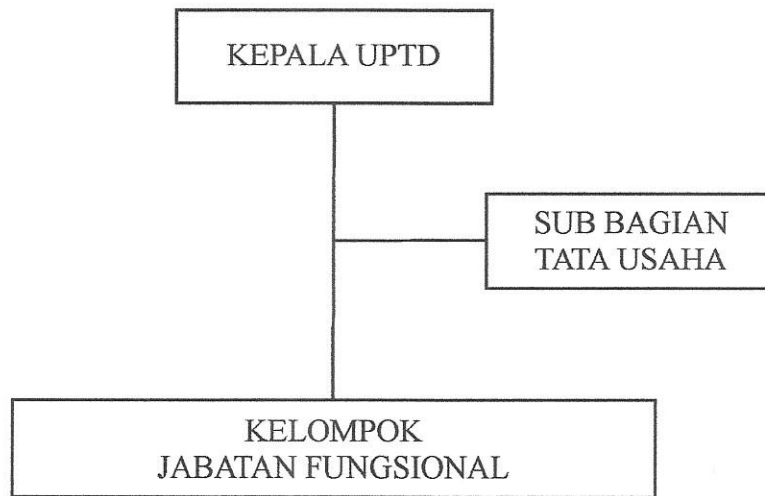 KEPALA UPTD
SUB BAGIAN
TATA USAHA
KELOMPOK
JABATAN FUNGSIONAL